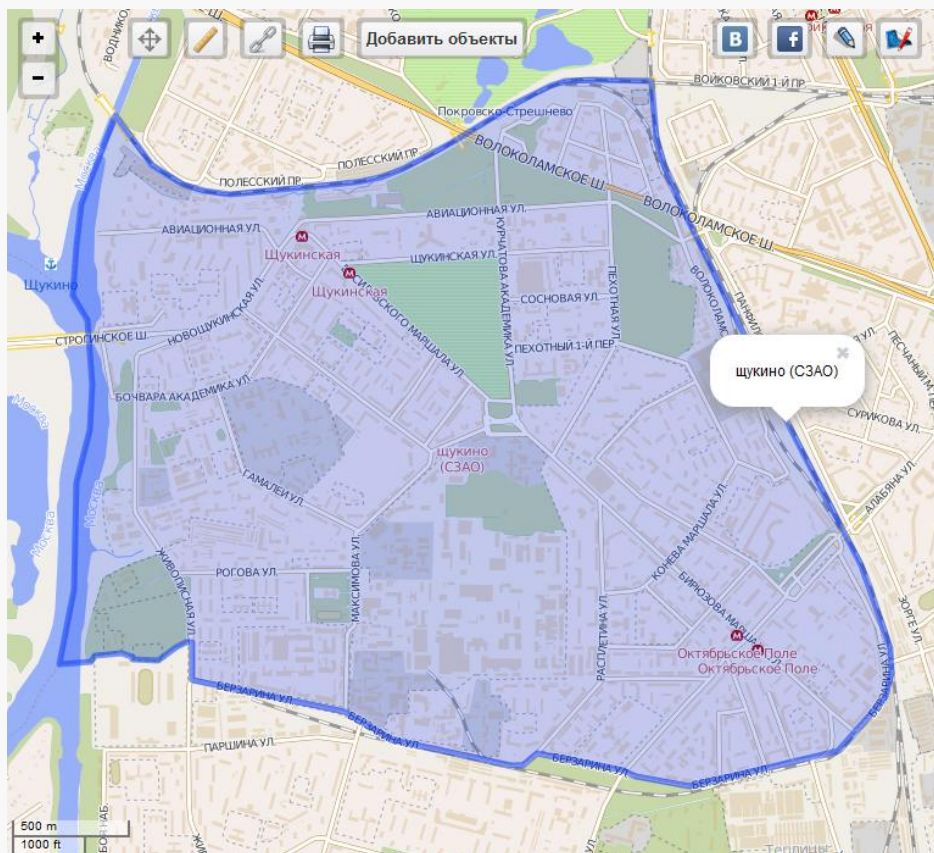 +
Добавить объекты
В
f
−
ВОЙКОВСКИЙ 1-Й ПР.
Покровско-Стрешнево
ВОЛОКОЛАМСКОЕ Ш.
Москва
ПОЛЕССКИЙ ПР.
ПОЛЕССКИЙ ПР.
ВОЛОКОЛАМСКОЕ Ш.
АВИАЦИОННАЯ УЛ.
АВИАЦИОННАЯ УЛ.
КУРЧАТОВА АКАДЕМИКА УЛ.
Щукинская
ЩУКИНСКАЯ УЛ.
Щукино
Щукинская
СОСНОВАЯ УЛ.
ПЕХОТНАЯ УЛ.
НОВОЩУКИНСКАЯ УЛ.
СТРОГИНСКОЕ Ш.
ПЕХОТНЫЙ 1-Й ПЕР.
щукино (СЗАО)
БОЧВАРА АКАДЕМИКА УЛ.
Москва
СУРИКОВА УЛ.
щукино
(СЗАО)
ГАМАЛЕИ УЛ.
АЛАБЯНА УЛ.
Москва
Москва
КОНЕВА МАРШАЛА УЛ.
ЖИВОПИСНАЯ УЛ.
РОГОВА УЛ.
МАКСИМОВА УЛ.
БИРЮЗОВА МАРШАЛА УЛ.
ЗОРГЕ УЛ.
РАСПЛЕТИНА УЛ.
Октябрьское Поле
Октябрьское Поле
БЕРЗАРИНА УЛ.
БЕРЗАРИНА УЛ.
БЕРЗАРИНА УЛ.
ПАРШИНА УЛ.
БЕРЗАРИНА УЛ.
БЕРЗАРИНА УЛ.
500 m
1000 ft
Теплицы